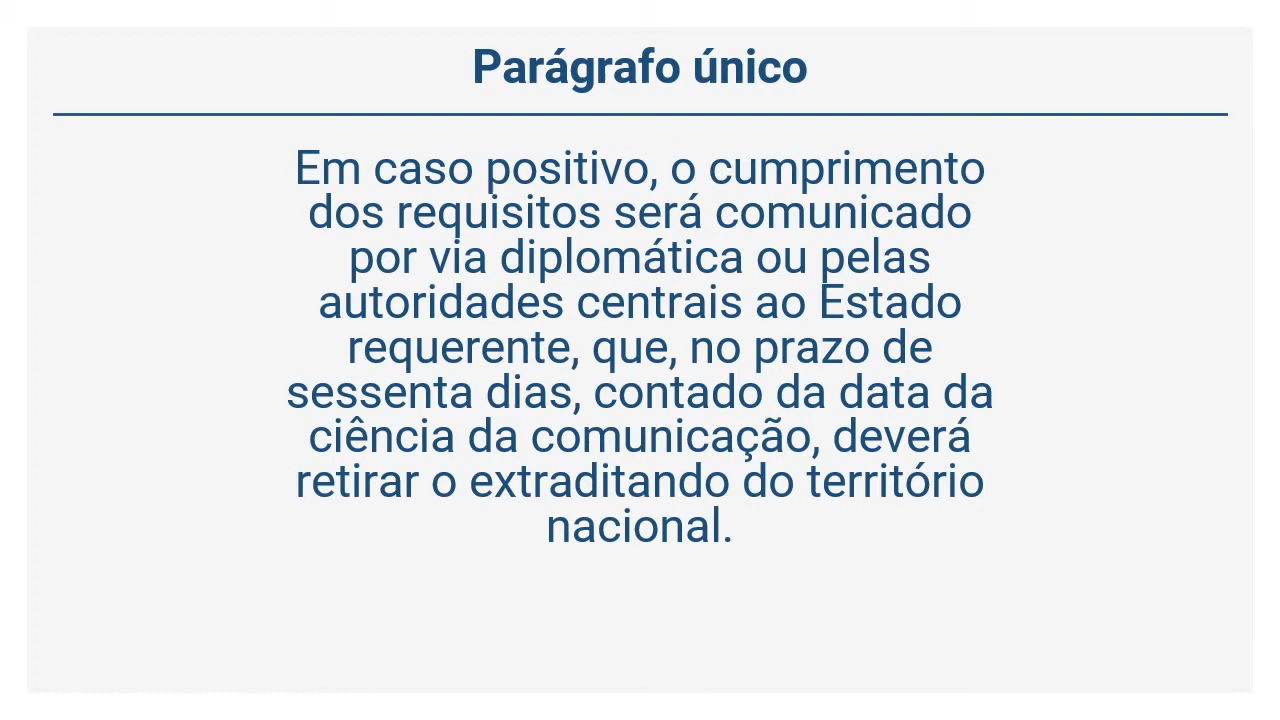 Parágrafo único
Em caso positivo, o cumprimento
dos requisitos será comunicado
por via diplomática ou pelas
autoridades centrais ao Estado
requerente, que, no prazo de
sessenta dias, contado da data da
ciência da comunicação, deverá
retirar o extraditando do território
nacional.